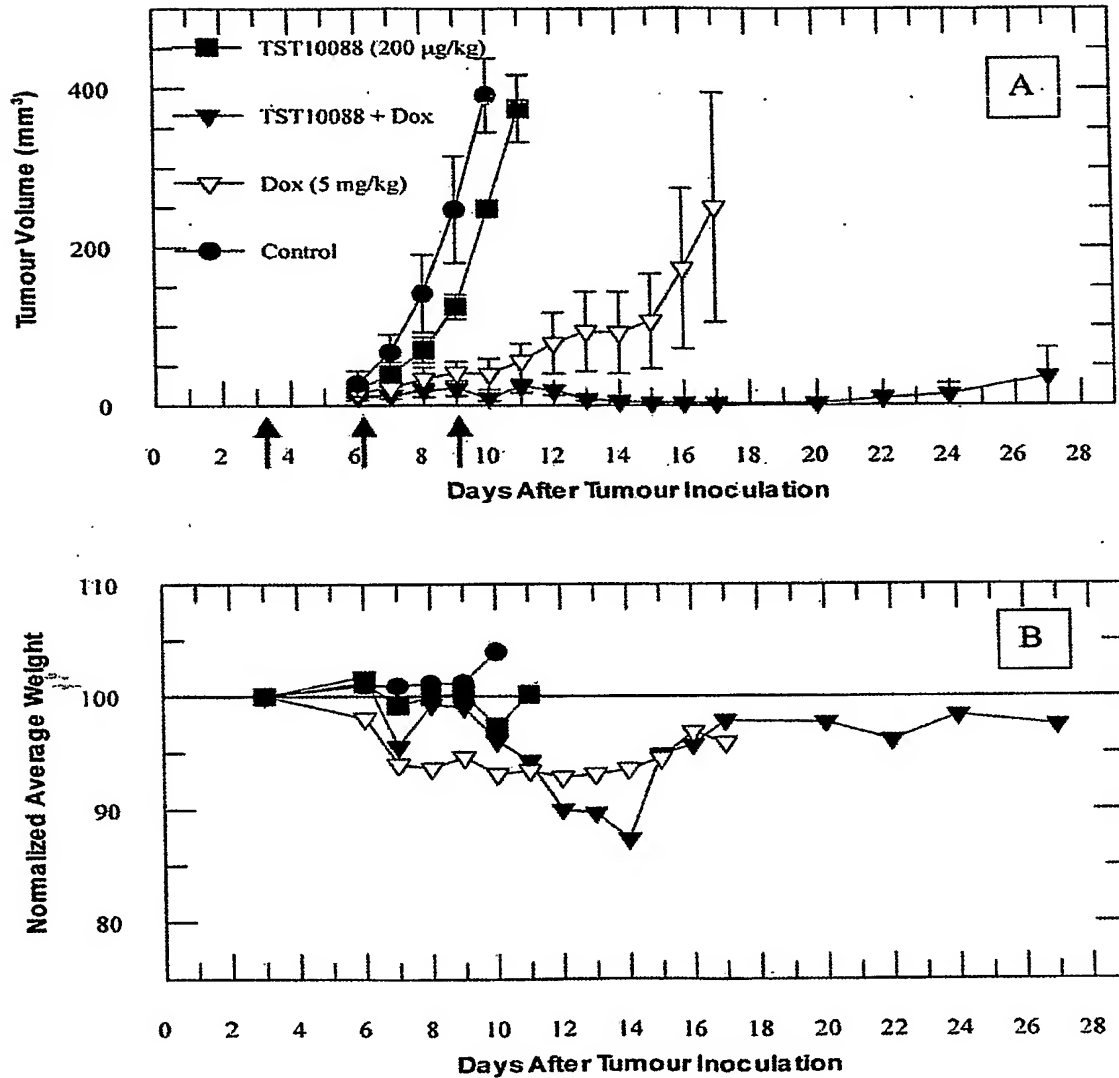 TST10088 (200 µg/kg)
TST10088 + Dox
Dox (5 mg/kg)
Control
A
Tumour Volume (mm³)
400
200
0
0 2 4 6 8 10 12 14 16 18 20 22 24 26 28
Days After Tumour Inoculation
B
Normalized Average Weight
110
100
90
80
0 2 4 6 8 10 12 14 16 18 20 22 24 26 28
Days After Tumour Inoculation